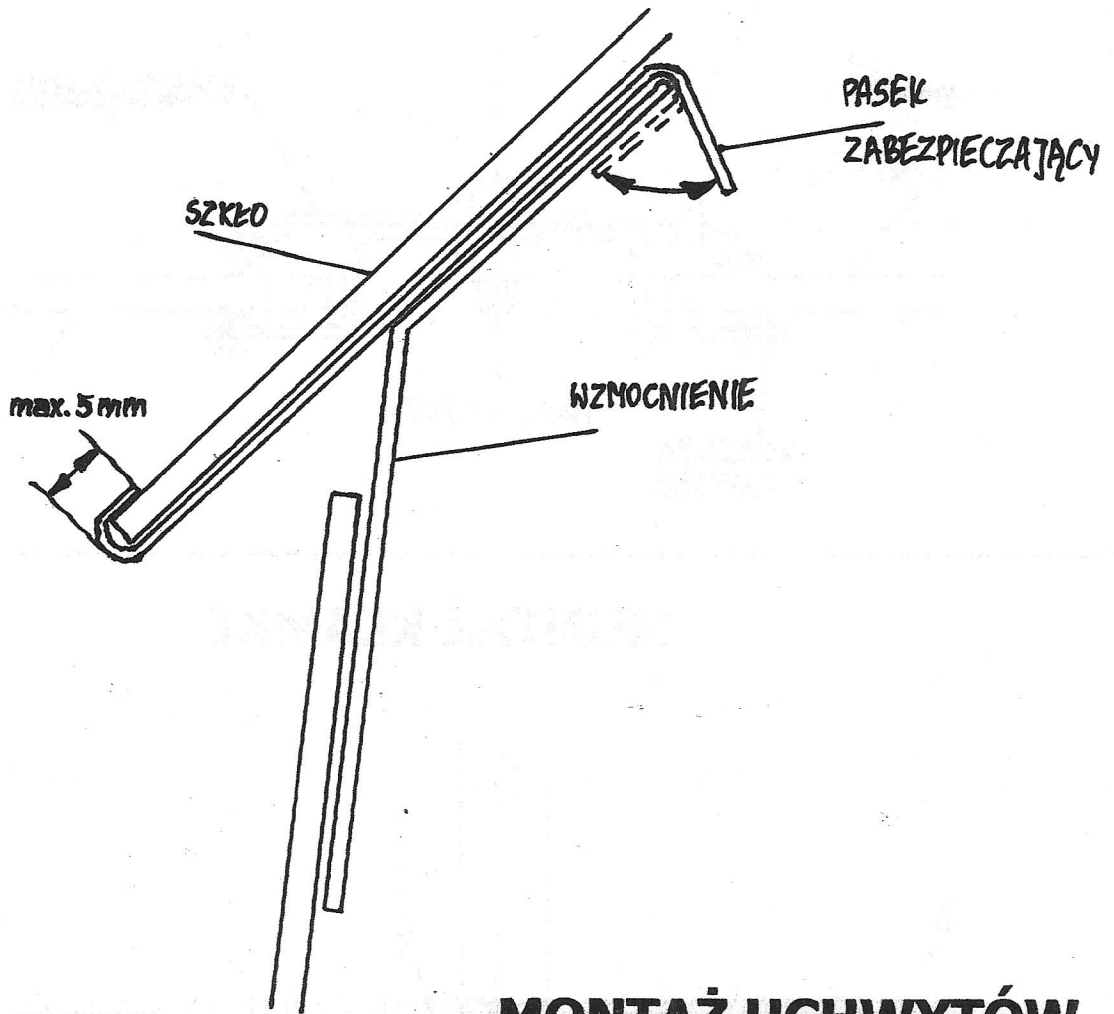 PASEK
ZABEZPIECZAJĄCY
SZKŁO
max. 5 mm
WZMOCNIENIE
MONTAŻ UCHWYTÓW